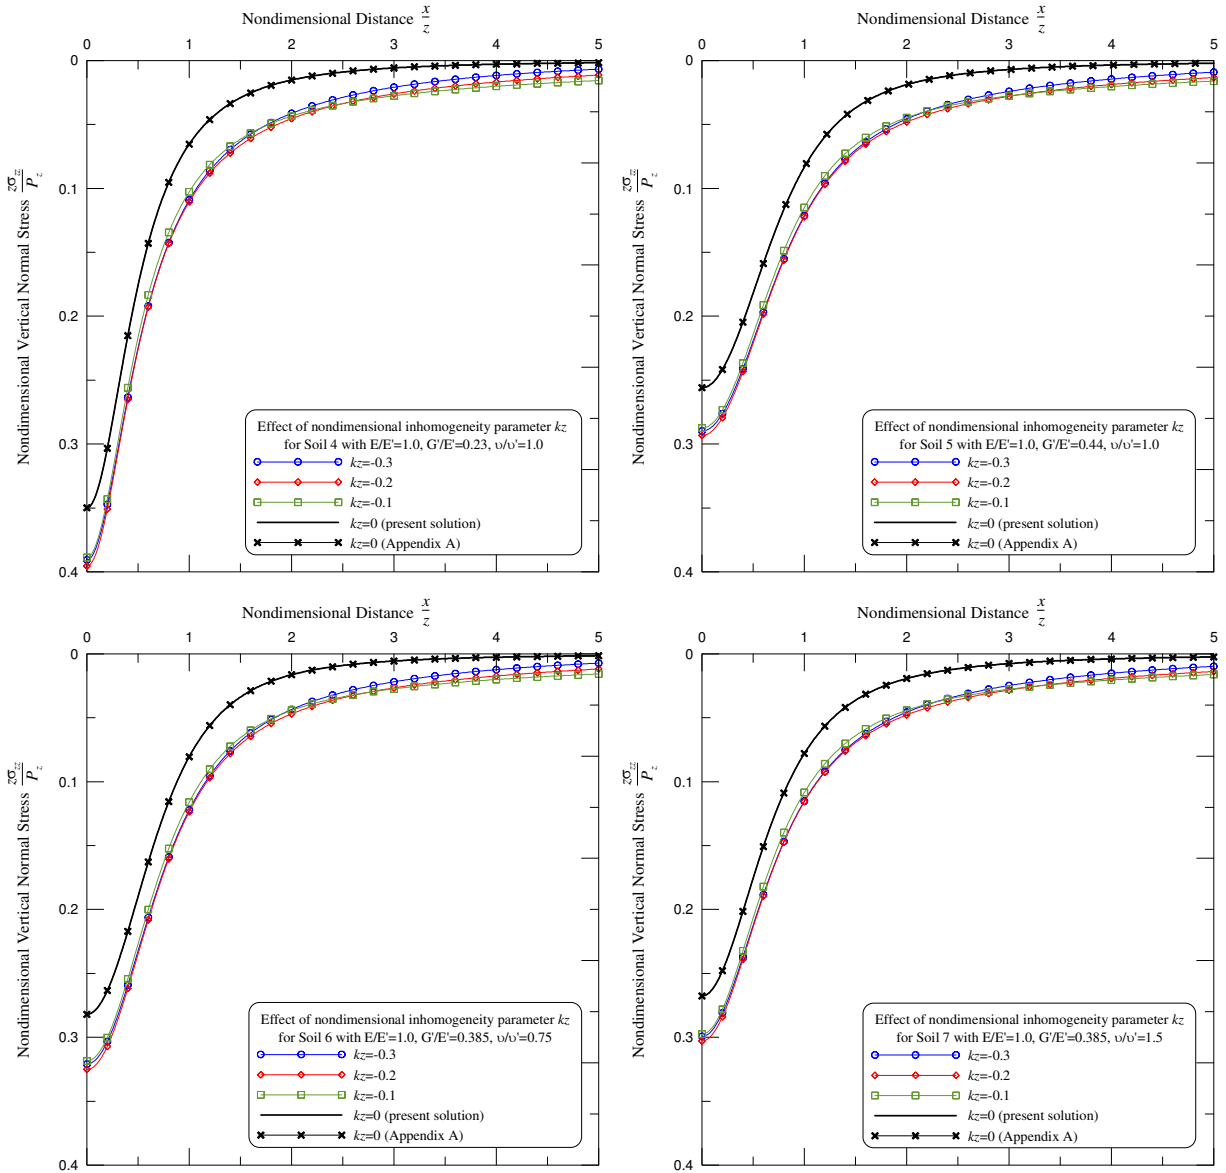 Nondimensional Distance x/z
0 1 2 3 4 5
0
0.1
0.2
0.3
0.4
Nondimensional Vertical Normal Stress zσzz/Pz
Effect of nondimensional inhomogeneity parameter kz
for Soil 4 with E/E'=1.0, G'/E'=0.23, υ/υ'=1.0
kz=-0.3
kz=-0.2
kz=-0.1
kz=0 (present solution)
kz=0 (Appendix A)
Nondimensional Distance x/z
0 1 2 3 4 5
0
0.1
0.2
0.3
0.4
Nondimensional Vertical Normal Stress zσzz/Pz
Effect of nondimensional inhomogeneity parameter kz
for Soil 5 with E/E'=1.0, G'/E'=0.44, υ/υ'=1.0
kz=-0.3
kz=-0.2
kz=-0.1
kz=0 (present solution)
kz=0 (Appendix A)
Nondimensional Distance x/z
0 1 2 3 4 5
0
0.1
0.2
0.3
0.4
Nondimensional Vertical Normal Stress zσzz/Pz
Effect of nondimensional inhomogeneity parameter kz
for Soil 6 with E/E'=1.0, G'/E'=0.385, υ/υ'=0.75
kz=-0.3
kz=-0.2
kz=-0.1
kz=0 (present solution)
kz=0 (Appendix A)
Nondimensional Distance x/z
0 1 2 3 4 5
0
0.1
0.2
0.3
0.4
Nondimensional Vertical Normal Stress zσzz/Pz
Effect of nondimensional inhomogeneity parameter kz
for Soil 7 with E/E'=1.0, G'/E'=0.385, υ/υ'=1.5
kz=-0.3
kz=-0.2
kz=-0.1
kz=0 (present solution)
kz=0 (Appendix A)